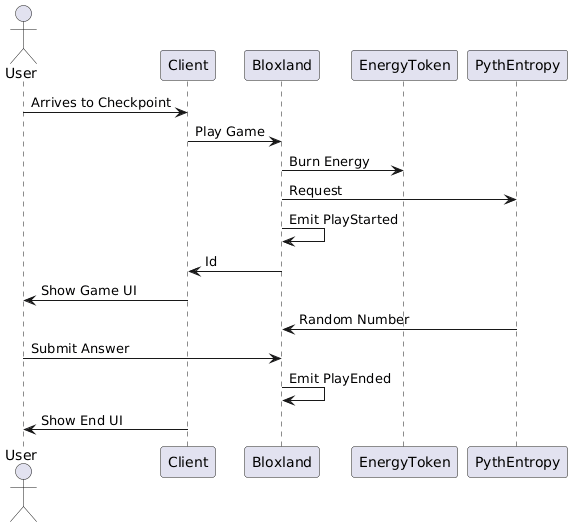 User
Client
Bloxland
EnergyToken
PythEntropy
Arrives to Checkpoint
Play Game
Burn Energy
Request
Emit PlayStarted
Id
Show Game UI
Random Number
Submit Answer
Emit PlayEnded
Show End UI
User
Client
Bloxland
EnergyToken
PythEntropy